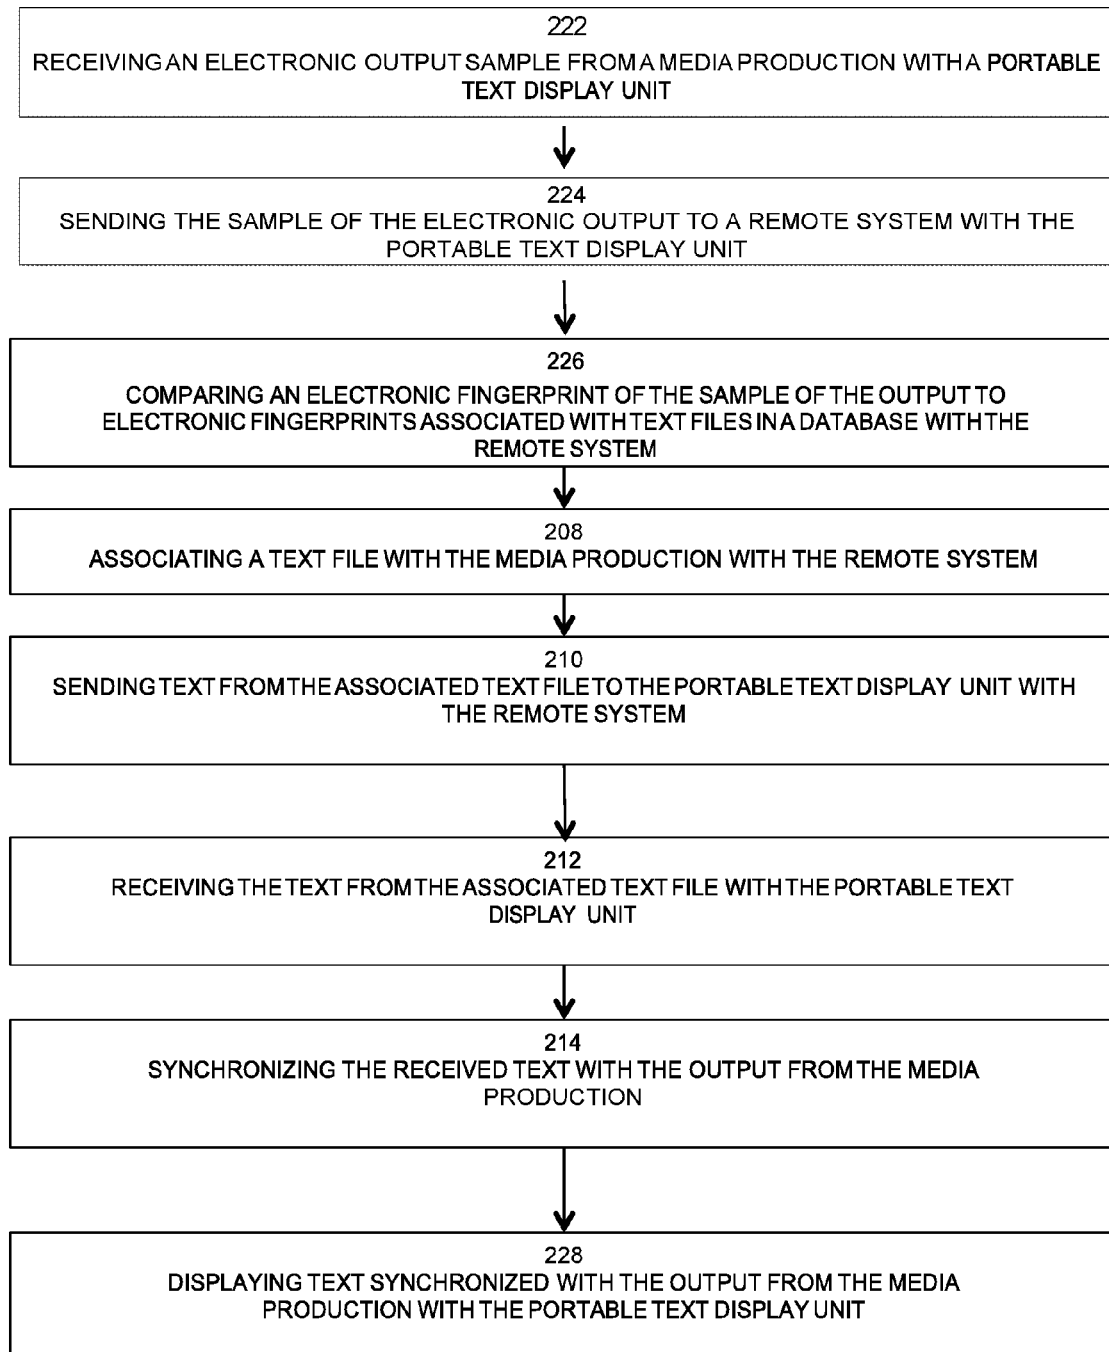 222
RECEIVING AN ELECTRONIC OUTPUT SAMPLE FROM A MEDIA PRODUCTION WITH A PORTABLE
TEXT DISPLAY UNIT
224
SENDING THE SAMPLE OF THE ELECTRONIC OUTPUT TO A REMOTE SYSTEM WITH THE
PORTABLE TEXT DISPLAY UNIT
226
COMPARING AN ELECTRONIC FINGERPRINT OF THE SAMPLE OF THE OUTPUT TO
ELECTRONIC FINGERPRINTS ASSOCIATED WITH TEXT FILES IN A DATABASE WITH THE
REMOTE SYSTEM
208
ASSOCIATING A TEXT FILE WITH THE MEDIA PRODUCTION WITH THE REMOTE SYSTEM
210
SENDING TEXT FROM THE ASSOCIATED TEXT FILE TO THE PORTABLE TEXT DISPLAY UNIT WITH
THE REMOTE SYSTEM
212
RECEIVING THE TEXT FROM THE ASSOCIATED TEXT FILE WITH THE PORTABLE TEXT
DISPLAY UNIT
214
SYNCHRONIZING THE RECEIVED TEXT WITH THE OUTPUT FROM THE MEDIA
PRODUCTION
228
DISPLAYING TEXT SYNCHRONIZED WITH THE OUTPUT FROM THE MEDIA
PRODUCTION WITH THE PORTABLE TEXT DISPLAY UNIT